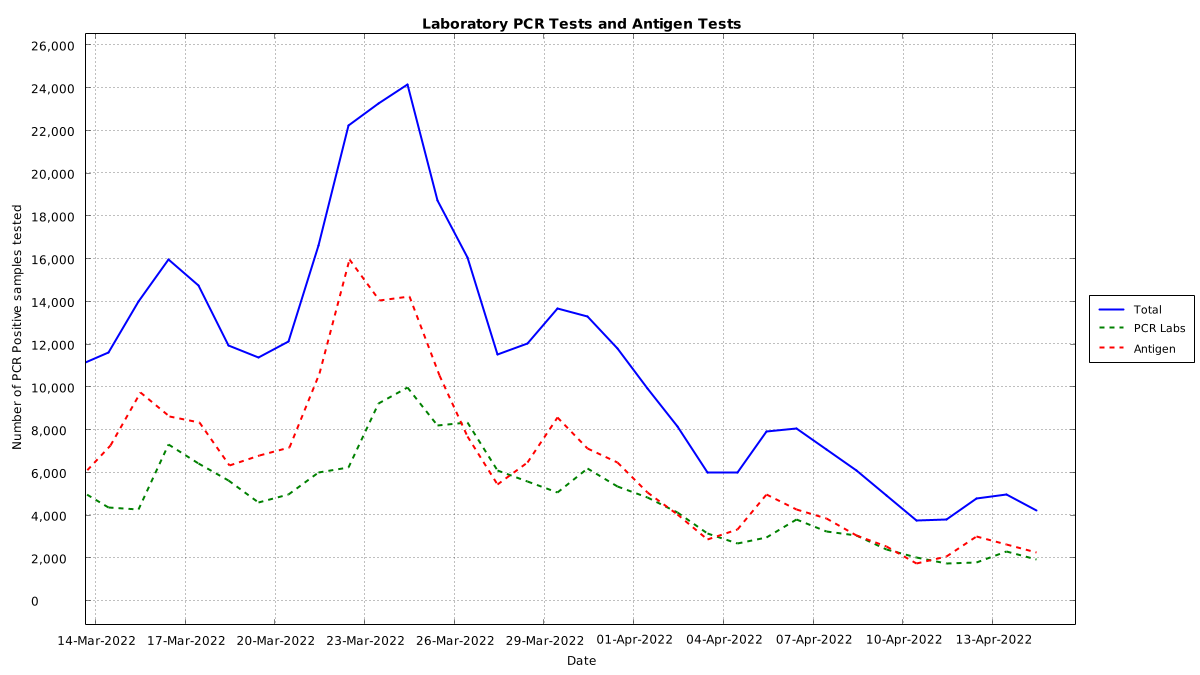 Laboratory PCR Tests and Antigen Tests
26,000
24,000
22,000
20,000
18,000
16,000
14,000
12,000
10,000
8,000
6,000
4,000
2,000
0
Number of PCR Positive samples tested
14-Mar-2022 17-Mar-2022 20-Mar-2022 23-Mar-2022 26-Mar-2022 29-Mar-2022 01-Apr-2022 04-Apr-2022 07-Apr-2022 10-Apr-2022 13-Apr-2022
Date
Total
PCR Labs
Antigen